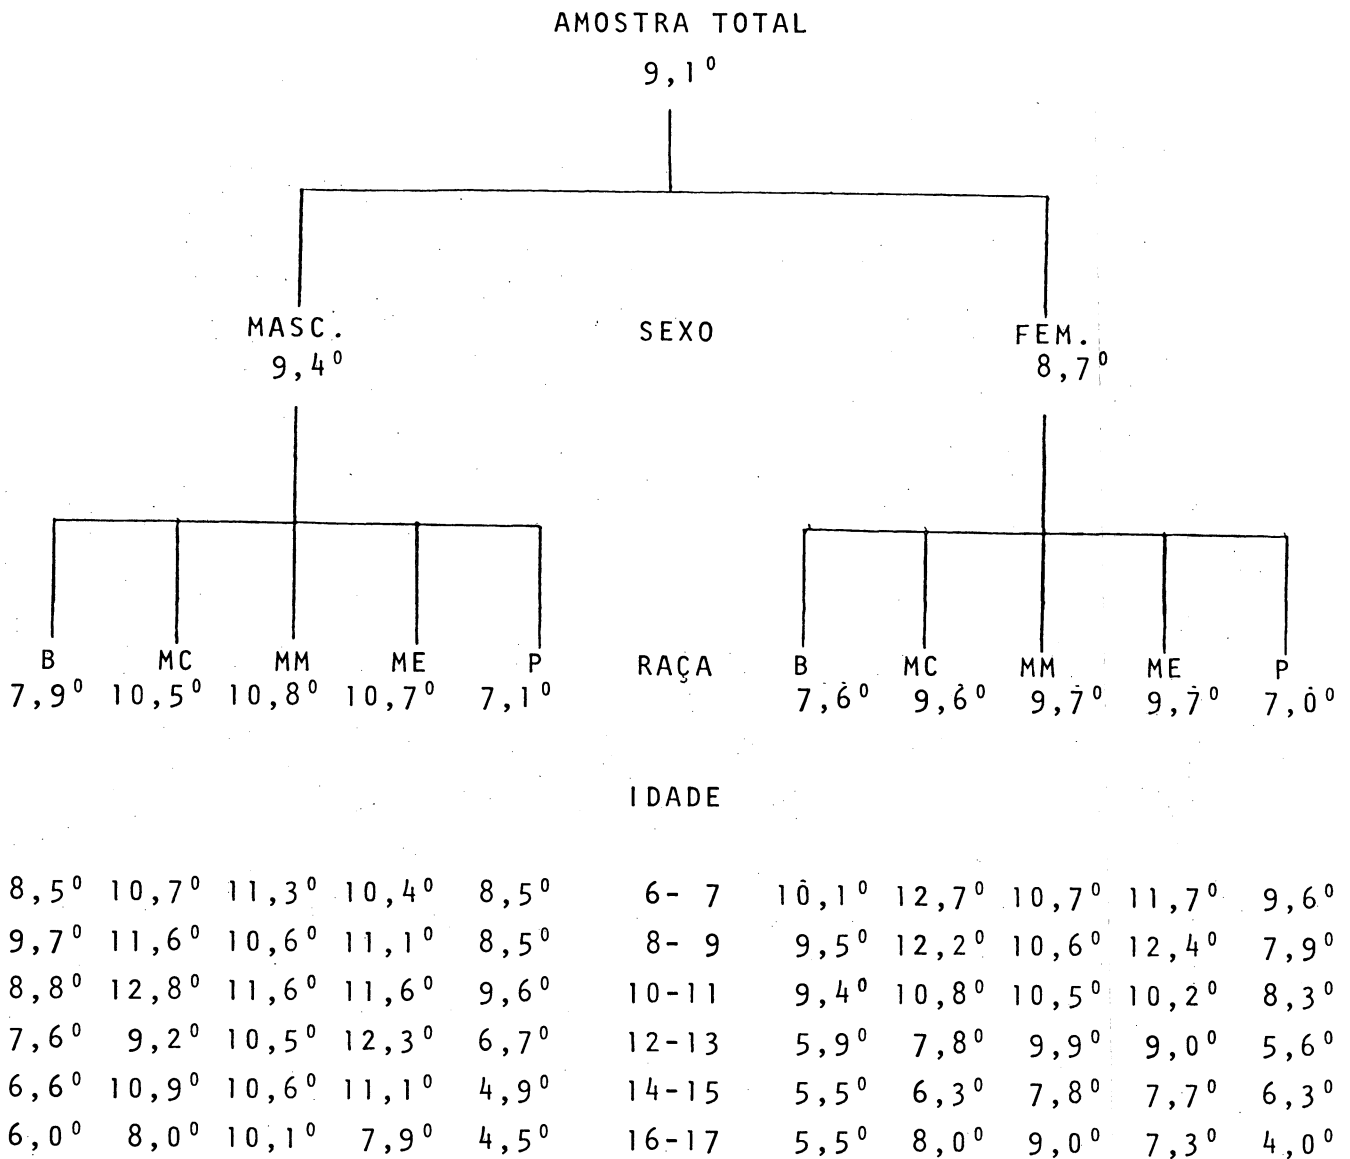 AMOSTRA TOTAL
9,1⁰
MASC. SEXO FEM.
9,4⁰ 8,7⁰
B MC MM ME P RAÇA B MC MM ME P
7,9⁰ 10,5⁰ 10,8⁰ 10,7⁰ 7,1⁰ 7,6⁰ 9,6⁰ 9,7⁰ 9,7⁰ 7,0⁰
IDADE
8,5⁰ 10,7⁰ 11,3⁰ 10,4⁰ 8,5⁰ 6- 7 10,1⁰ 12,7⁰ 10,7⁰ 11,7⁰ 9,6⁰
9,7⁰ 11,6⁰ 10,6⁰ 11,1⁰ 8,5⁰ 8- 9 9,5⁰ 12,2⁰ 10,6⁰ 12,4⁰ 7,9⁰
8,8⁰ 12,8⁰ 11,6⁰ 11,6⁰ 9,6⁰ 10-11 9,4⁰ 10,8⁰ 10,5⁰ 10,2⁰ 8,3⁰
7,6⁰ 9,2⁰ 10,5⁰ 12,3⁰ 6,7⁰ 12-13 5,9⁰ 7,8⁰ 9,9⁰ 9,0⁰ 5,6⁰
6,6⁰ 10,9⁰ 10,6⁰ 11,1⁰ 4,9⁰ 14-15 5,5⁰ 6,3⁰ 7,8⁰ 7,7⁰ 6,3⁰
6,0⁰ 8,0⁰ 10,1⁰ 7,9⁰ 4,5⁰ 16-17 5,5⁰ 8,0⁰ 9,0⁰ 7,3⁰ 4,0⁰